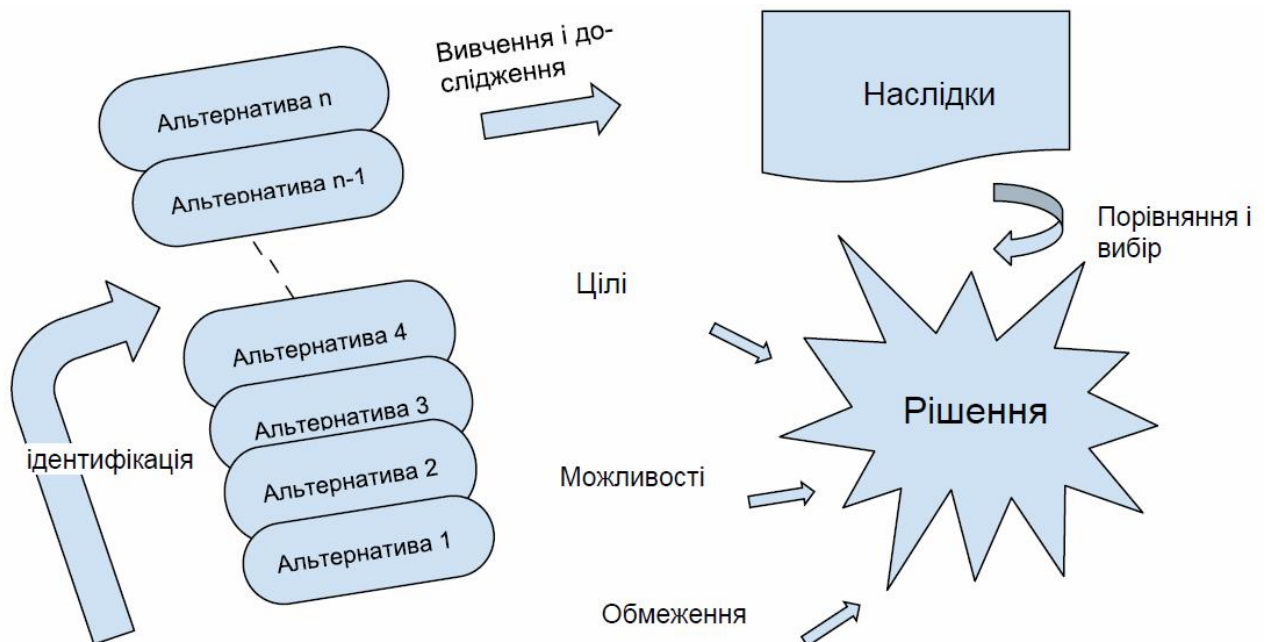 Вивчення і до-
слідження
Наслідки
Альтернатива n
Альтернатива n-1
Порівняння і
вибір
Цілі
Альтернатива 4
Альтернатива 3
Рішення
ідентифікація
Альтернатива 2
Можливості
Альтернатива 1
Обмеження